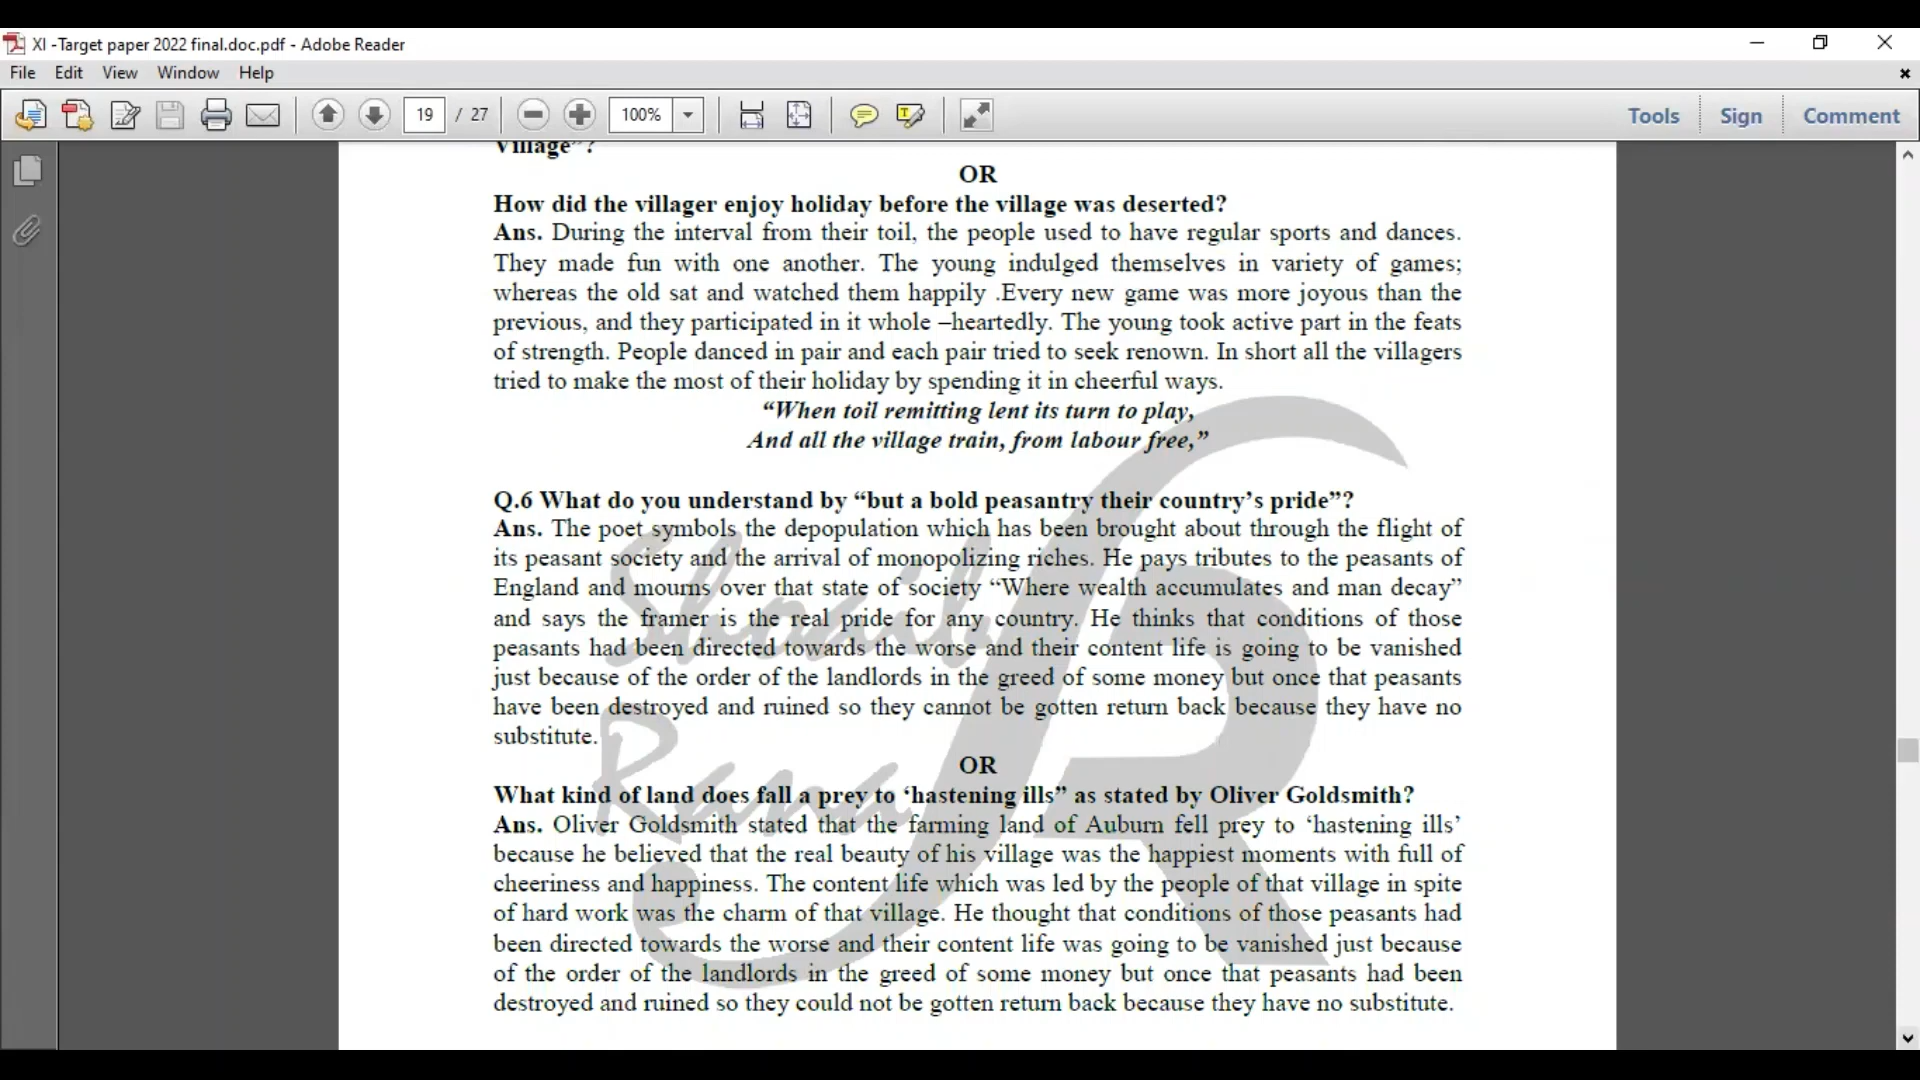 XI -Target paper 2022 final.doc.pdf - Adobe Reader
File Edit View Window Help
19 / 27 100% Tools Sign Comment
Village”?
OR
How did the villager enjoy holiday before the village was deserted?
Ans. During the interval from their toil, the people used to have regular sports and dances.
They made fun with one another. The young indulged themselves in variety of games;
whereas the old sat and watched them happily .Every new game was more joyous than the
previous, and they participated in it whole –heartedly. The young took active part in the feats
of strength. People danced in pair and each pair tried to seek renown. In short all the villagers
tried to make the most of their holiday by spending it in cheerful ways.
“When toil remitting lent its turn to play,
And all the village train, from labour free,”
Q.6 What do you understand by “but a bold peasantry their country’s pride”?
Ans. The poet symbols the depopulation which has been brought about through the flight of
its peasant society and the arrival of monopolizing riches. He pays tributes to the peasants of
England and mourns over that state of society “Where wealth accumulates and man decay”
and says the framer is the real pride for any country. He thinks that conditions of those
peasants had been directed towards the worse and their content life is going to be vanished
just because of the order of the landlords in the greed of some money but once that peasants
have been destroyed and ruined so they cannot be gotten return back because they have no
substitute.
OR
What kind of land does fall a prey to ‘hastening ills” as stated by Oliver Goldsmith?
Ans. Oliver Goldsmith stated that the farming land of Auburn fell prey to ‘hastening ills’
because he believed that the real beauty of his village was the happiest moments with full of
cheeriness and happiness. The content life which was led by the people of that village in spite
of hard work was the charm of that village. He thought that conditions of those peasants had
been directed towards the worse and their content life was going to be vanished just because
of the order of the landlords in the greed of some money but once that peasants had been
destroyed and ruined so they could not be gotten return back because they have no substitute.
Shoaib
Rana